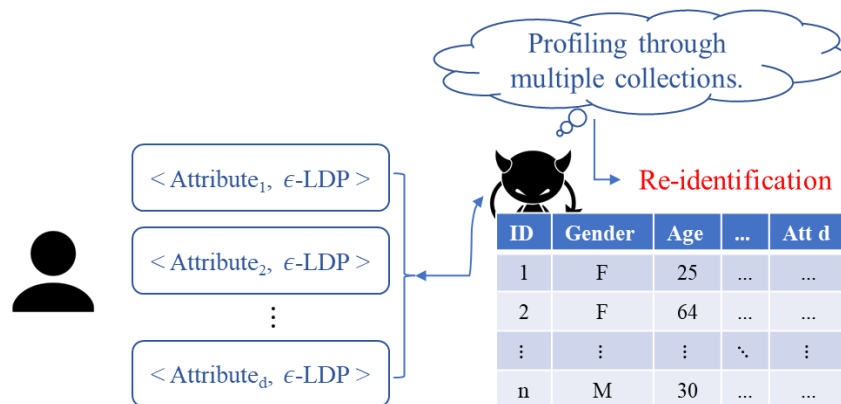 Profiling through
multiple collections.
< Attribute₁, ϵ-LDP >
< Attribute₂, ϵ-LDP >
⋮
< Attribute_d, ϵ-LDP >
Re-identification
ID Gender Age ... Att d
1 F 25 ... ...
2 F 64 ... ...
⋮ ⋮ ⋮ ⋱ ⋮
n M 30 ... ...